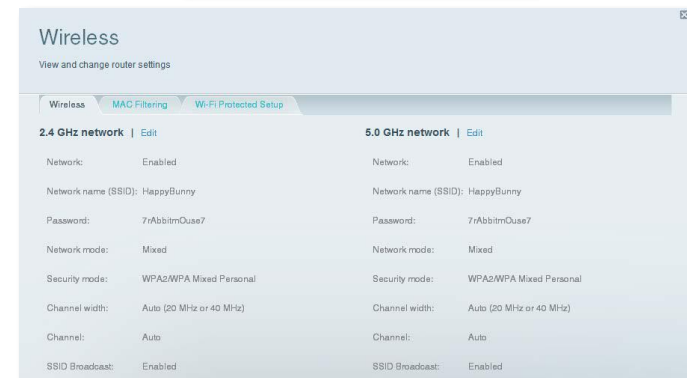 Wireless
View and change router settings
Wireless MAC Filtering Wi-Fi Protected Setup
2.4 GHz network | Edit 5.0 GHz network | Edit
Network: Enabled Network: Enabled
Network name (SSID): HappyBunny Network name (SSID): HappyBunny
Password: 7rAbbitmOuse7 Password: 7rAbbitmOuse7
Network mode: Mixed Network mode: Mixed
Security mode: WPA2/WPA Mixed Personal Security mode: WPA2/WPA Mixed Personal
Channel width: Auto (20 MHz or 40 MHz) Channel width: Auto (20 MHz or 40 MHz)
Channel: Auto Channel: Auto
SSID Broadcast: Enabled SSID Broadcast: Enabled